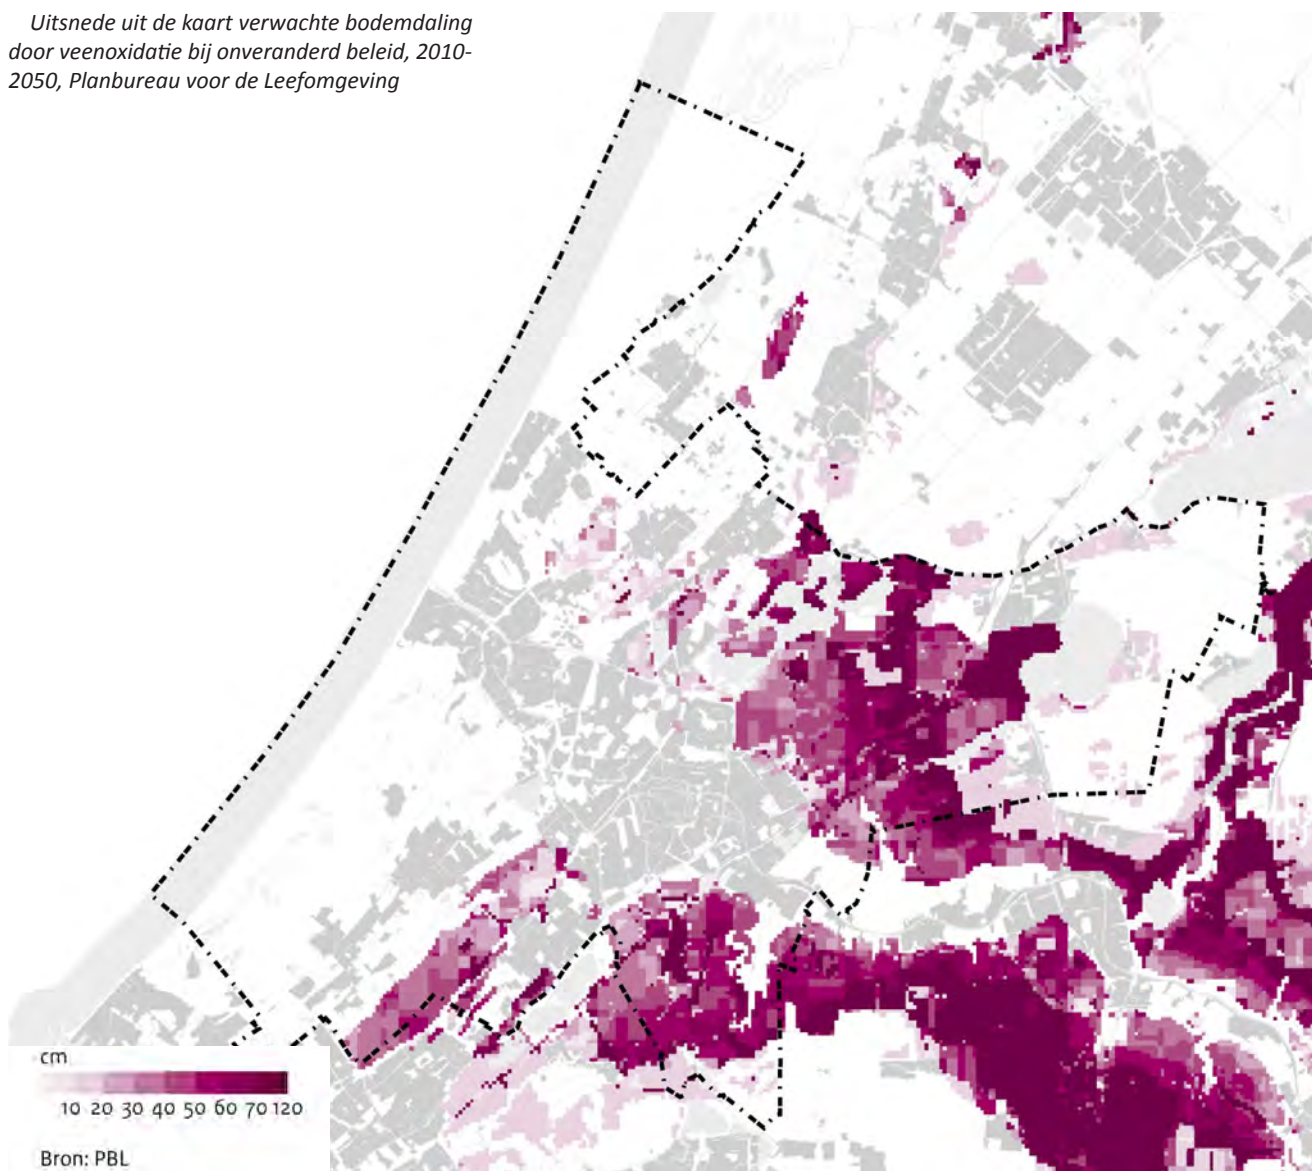 Uitsnede uit de kaart verwachte bodemdaling
door veenoxidatie bij onveranderd beleid, 2010-
2050, Planbureau voor de Leefomgeving
cm
10 20 30 40 50 60 70 120
Bron: PBL